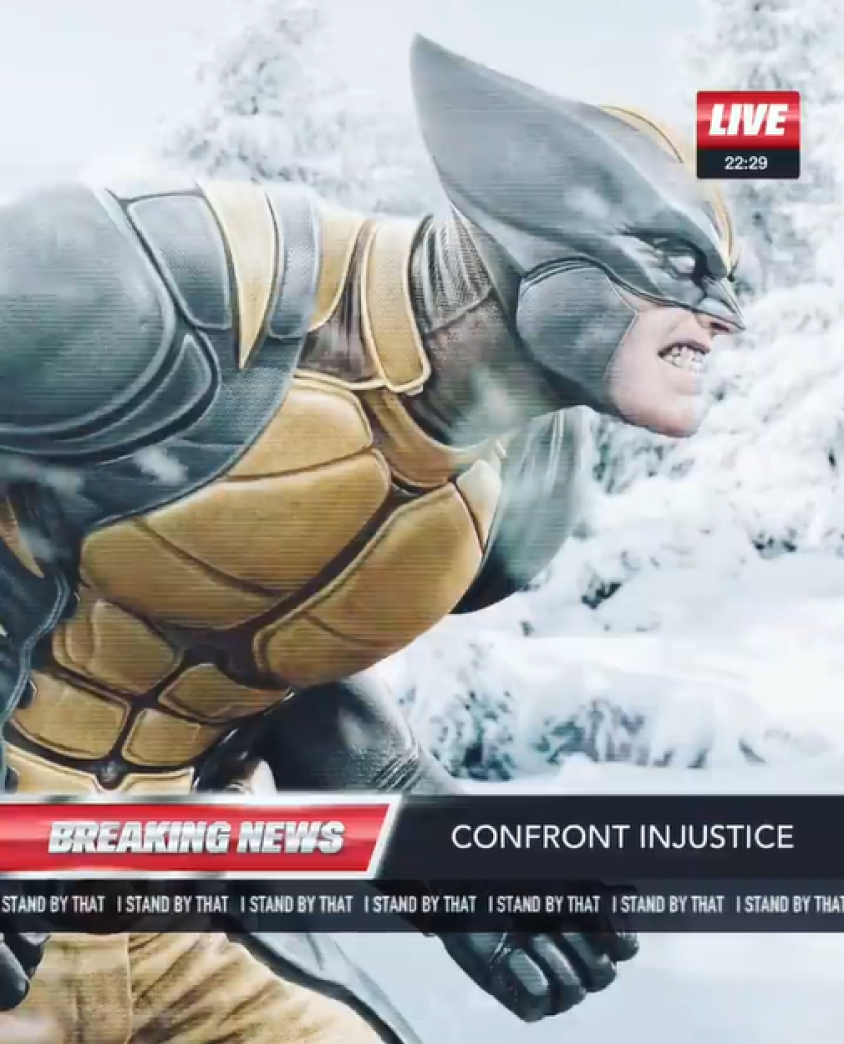 LIVE
22:29
BREAKING NEWS
CONFRONT INJUSTICE
STAND BY THAT I STAND BY THAT I STAND BY THAT I STAND BY THAT I STAND BY THAT I STAND BY THAT I STAND BY THAT